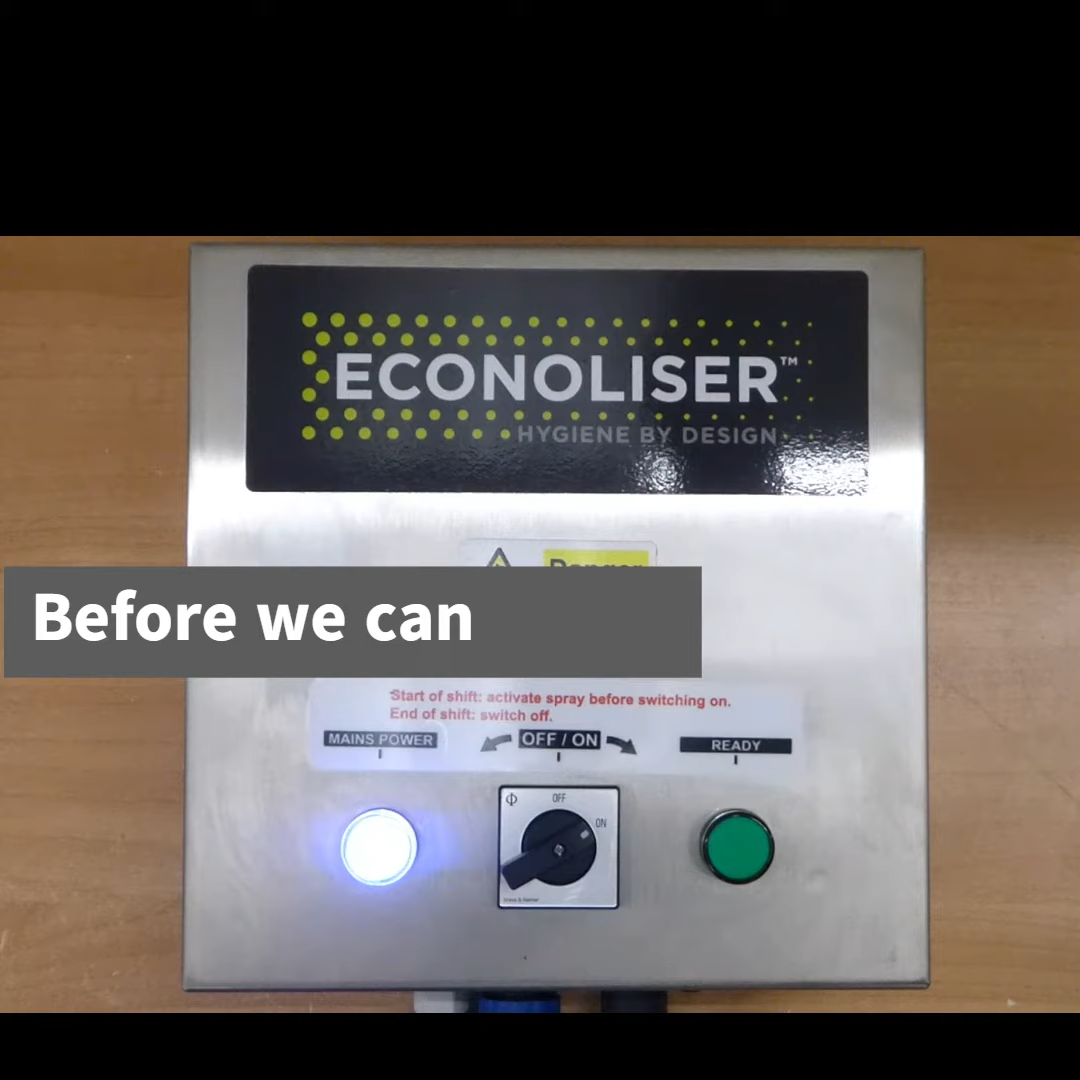 ECONOLISER™
HYGIENE BY DESIGN
Danger
Before we can
Start of shift: activate spray before switching on.
End of shift: switch off.
MAINS POWER
OFF / ON
READY
OFF
ON